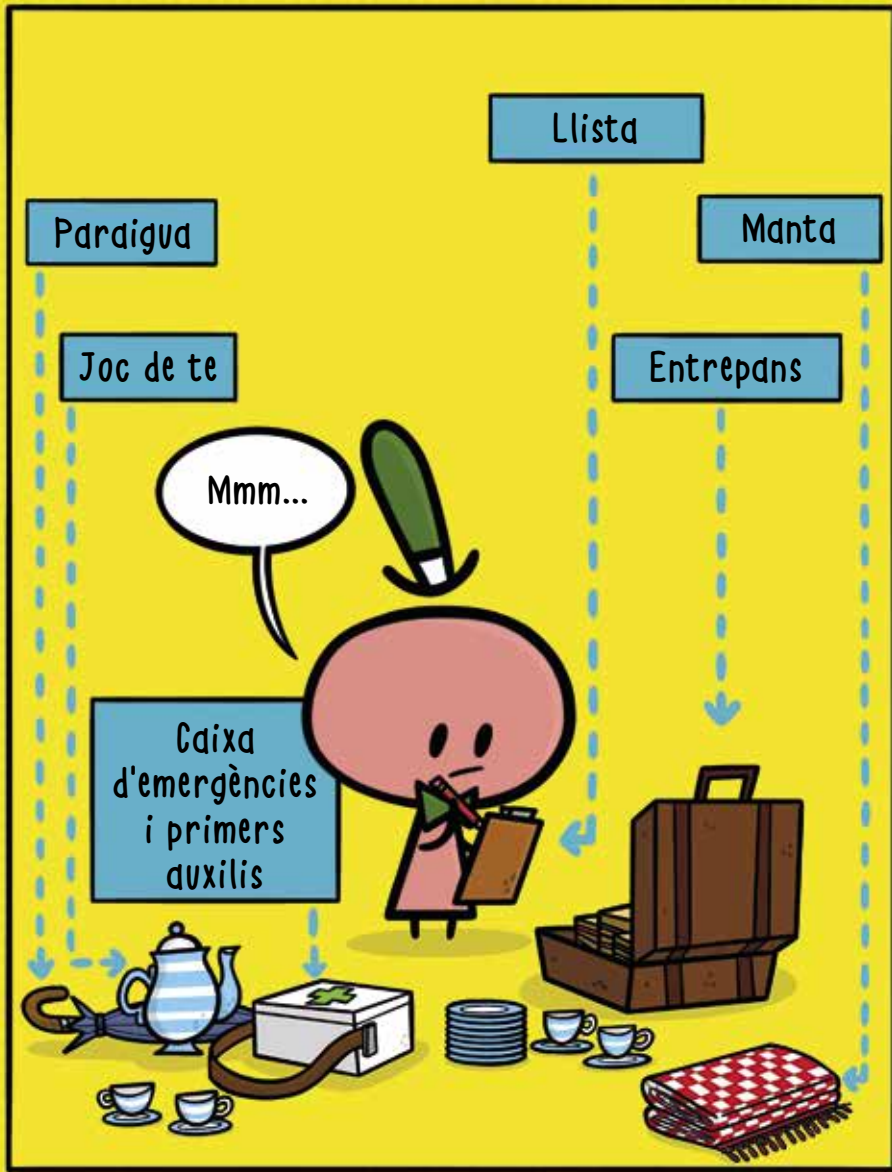 Llista
Paraigua
Manta
Joc de te
Entrepans
Mmm...
Caixa
d'emergències
i primers
auxilis